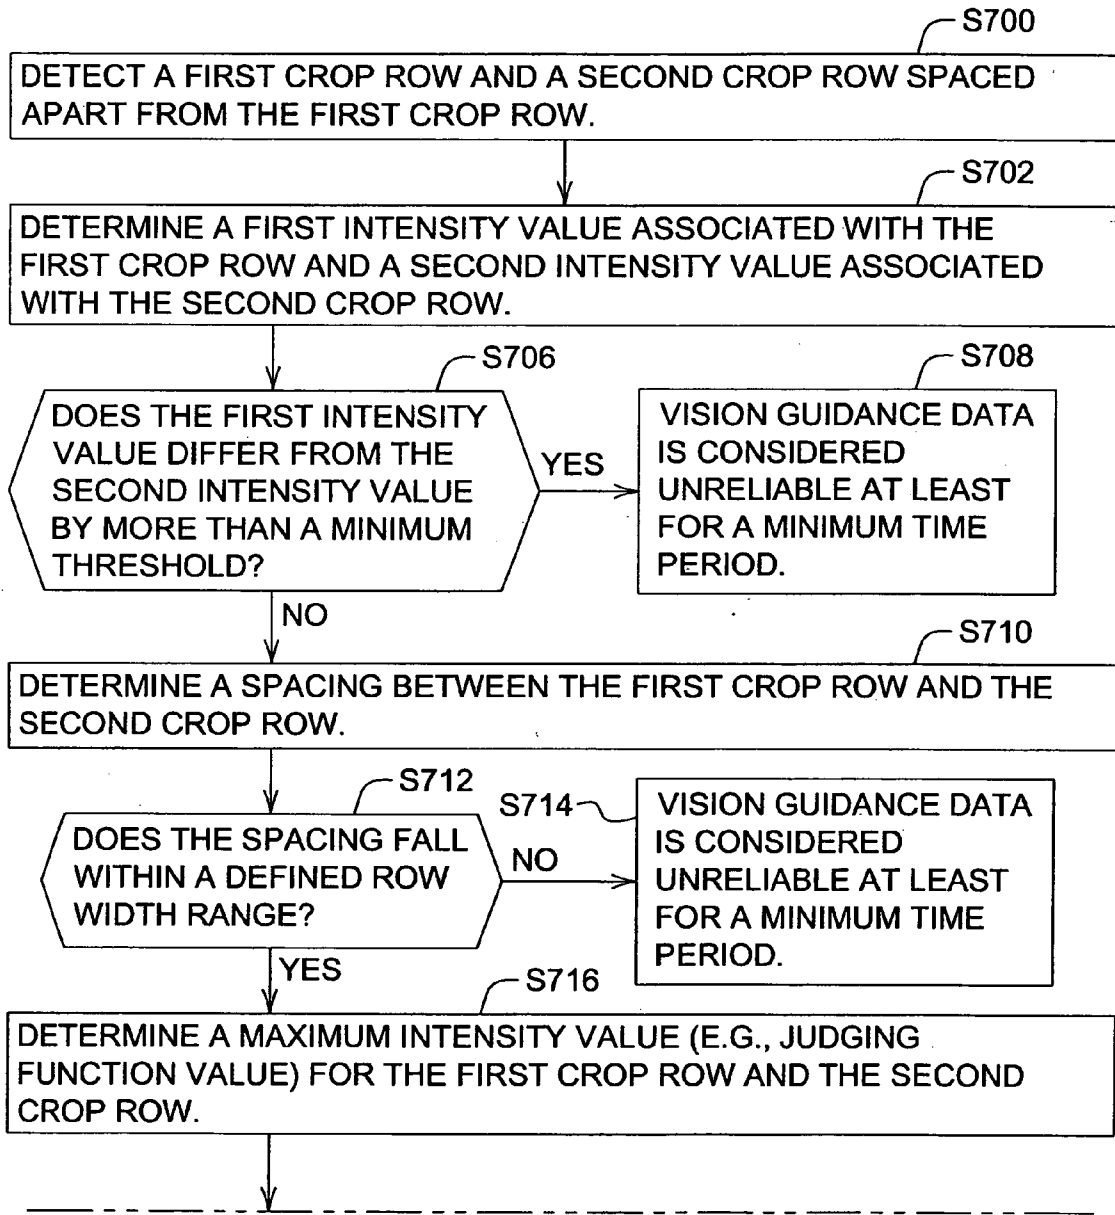 S700
DETECT A FIRST CROP ROW AND A SECOND CROP ROW SPACED
APART FROM THE FIRST CROP ROW.
S702
DETERMINE A FIRST INTENSITY VALUE ASSOCIATED WITH THE
FIRST CROP ROW AND A SECOND INTENSITY VALUE ASSOCIATED
WITH THE SECOND CROP ROW.
S706
DOES THE FIRST INTENSITY
VALUE DIFFER FROM THE
SECOND INTENSITY VALUE
BY MORE THAN A MINIMUM
THRESHOLD?
YES
S708
VISION GUIDANCE DATA
IS CONSIDERED
UNRELIABLE AT LEAST
FOR A MINIMUM TIME
PERIOD.
NO
S710
DETERMINE A SPACING BETWEEN THE FIRST CROP ROW AND THE
SECOND CROP ROW.
S712
DOES THE SPACING FALL
WITHIN A DEFINED ROW
WIDTH RANGE?
NO
S714
VISION GUIDANCE DATA
IS CONSIDERED
UNRELIABLE AT LEAST
FOR A MINIMUM TIME
PERIOD.
YES
S716
DETERMINE A MAXIMUM INTENSITY VALUE (E.G., JUDGING
FUNCTION VALUE) FOR THE FIRST CROP ROW AND THE SECOND
CROP ROW.